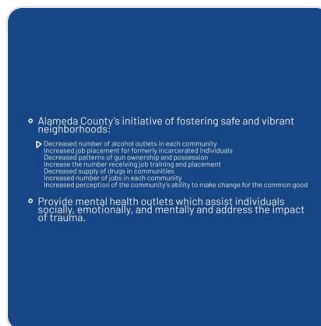 Alameda County's initiative of fostering safe and vibrant
neighborhoods:
Decreased number of alcohol outlets in each community
Increased job placement for formerly incarcerated Individuals
Decreased patterns of gun ownership and possession
Increase the number receiving job training and placement
Decreased supply of drugs in communities
Increased number of jobs in each community
Increased perception of the community's ability to make change for the common good
Provide mental health outlets which assist individuals
socially, emotionally, and mentally and address the impact
of trauma.